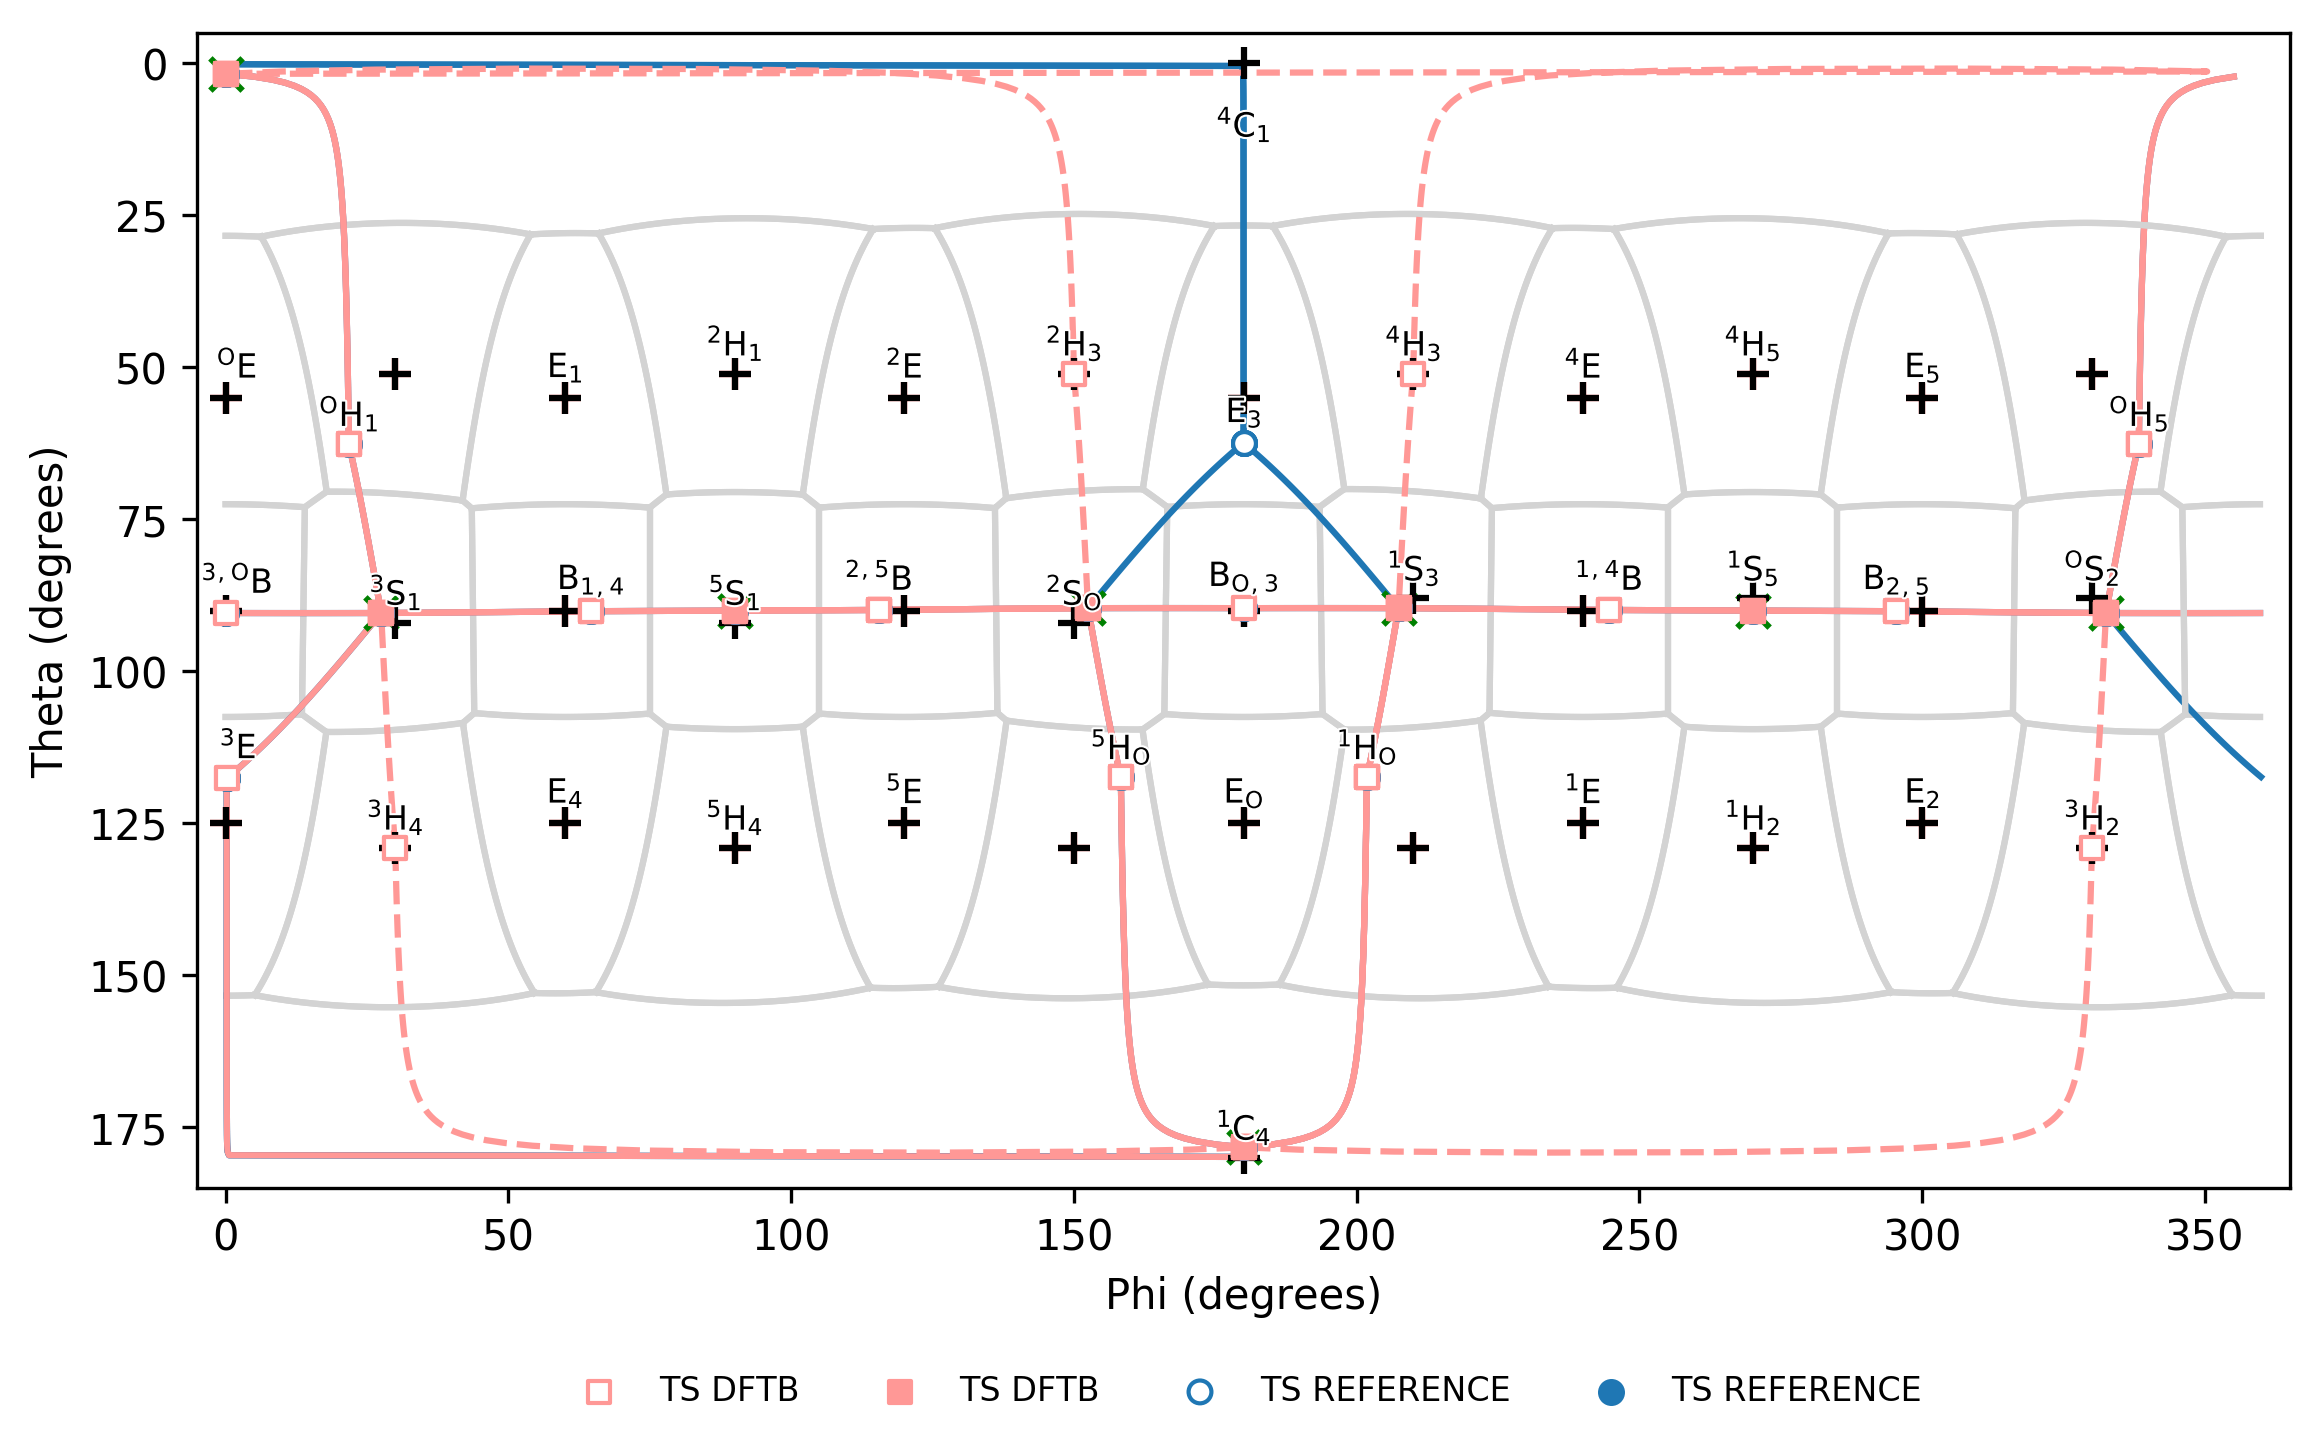 0
25
50
75
100
125
150
175
Theta (degrees)
⁴C₁
ᴼE
E₁
²H₁
²E
²H₃
⁴H₃
⁴E
⁴H₅
E₅
ᴼH₁
E₃
ᴼH₅
³,ᴼB
³S₁
B₁,₄
⁵S₁
²,⁵B
²Sₒ
Bₒ,₃
¹S₃
¹,⁴B
¹S₅
B₂,₅
ᴼS₂
³E
⁵Hₒ
¹Hₒ
³H₄
E₄
⁵H₄
⁵E
Eₒ
¹E
¹H₂
E₂
³H₂
¹C₄
0 50 100 150 200 250 300 350
Phi (degrees)
TS DFTB TS DFTB TS REFERENCE TS REFERENCE